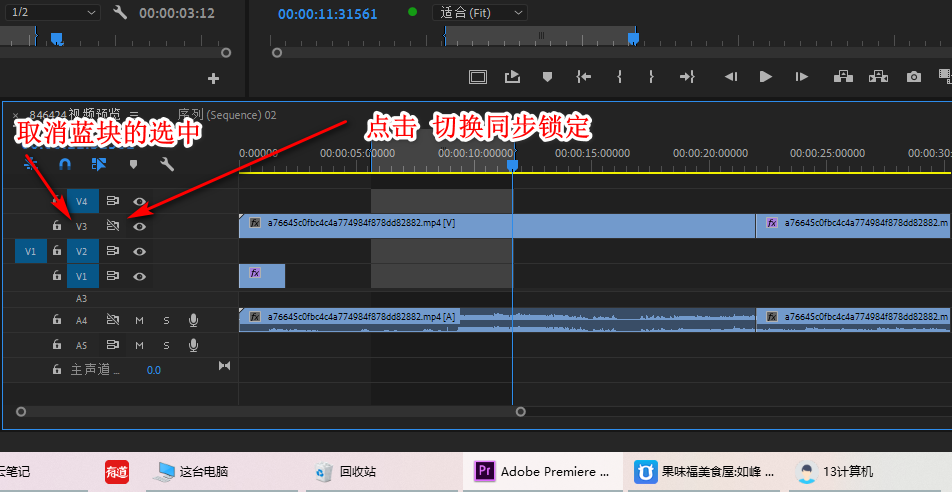 1/2
00:00:03:12
00:00:11:31561
适合 (Fit)
× 846424 视频预览
序列 (Sequence) 02
取消蓝块的选中
点击 切换同步锁定
0:00000
00:00:05:00000
00:00:10:00000
00:00:15:00000
00:00:20:00000
00:00:25:00000
00:00:30:
V4
V3
fx a76645c0fbc4c4a774984f878dd82882.mp4 [V]
fx a76645c0fbc4c4a774984f878dd82882.m
V1 V2
V1
fx
A3
A4 M S
fx a76645c0fbc4c4a774984f878dd82882.mp4 [A]
fx a76645c0fbc4c4a774984f878dd82882.m
A5 M S
主声道 ... 0.0
云笔记
有道
这台电脑
回收站
Pr Adobe Premiere ...
果味福美食屋:如峰 ...
13计算机